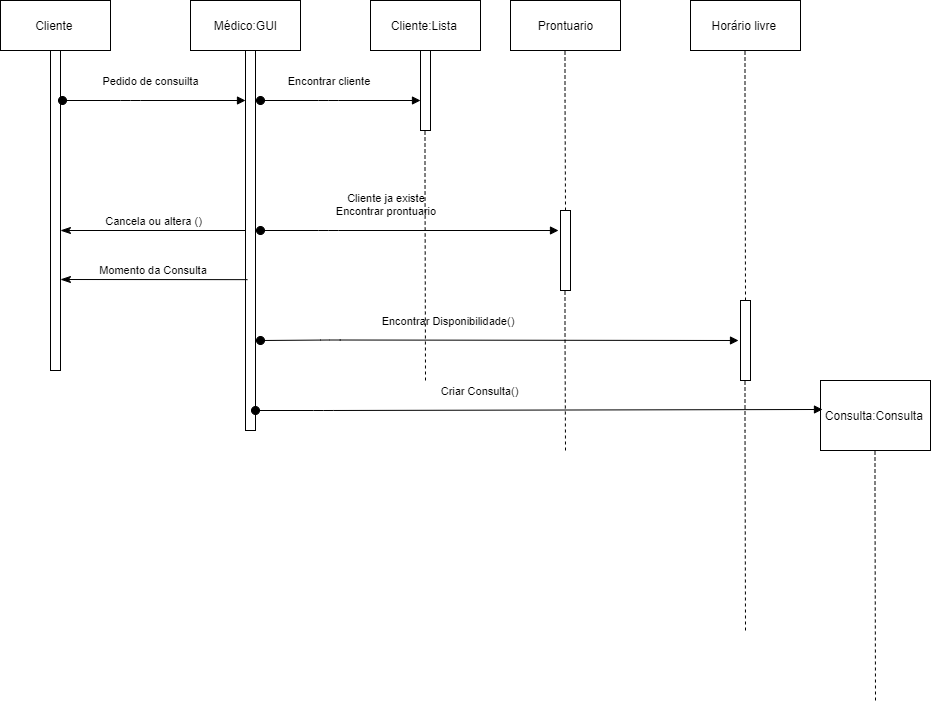 Cliente
Médico:GUI
Cliente:Lista
Prontuario
Horário livre
Pedido de consuilta
Encontrar cliente
Cliente ja existe
Encontrar prontuario
Cancela ou altera ()
Momento da Consulta
Encontrar Disponibilidade()
Criar Consulta()
Consulta:Consulta